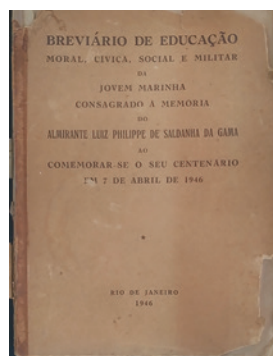 BREVIÁRIO DE EDUCAÇÃO
MORAL, CÍVICA, SOCIAL E MILITAR
DA
JOVEM MARINHA
CONSAGRADO À MEMÓRIA
DO
ALMIRANTE LUIZ PHILIPPE DE SALDANHA DA GAMA
AO
COMEMORAR-SE O SEU CENTENÁRIO
EM 7 DE ABRIL DE 1946
RIO DE JANEIRO
1946